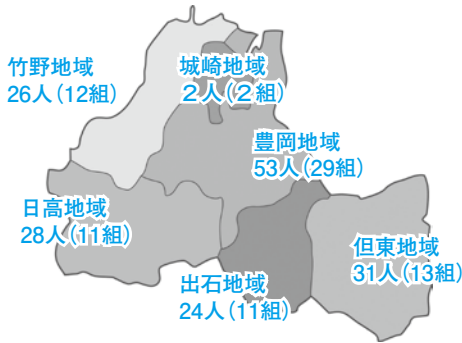 竹野地域
26人(12組)
城崎地域
２人(２組)
豊岡地域
53人(29組)
日高地域
28人(11組)
但東地域
31人(13組)
出石地域
24人(11組)